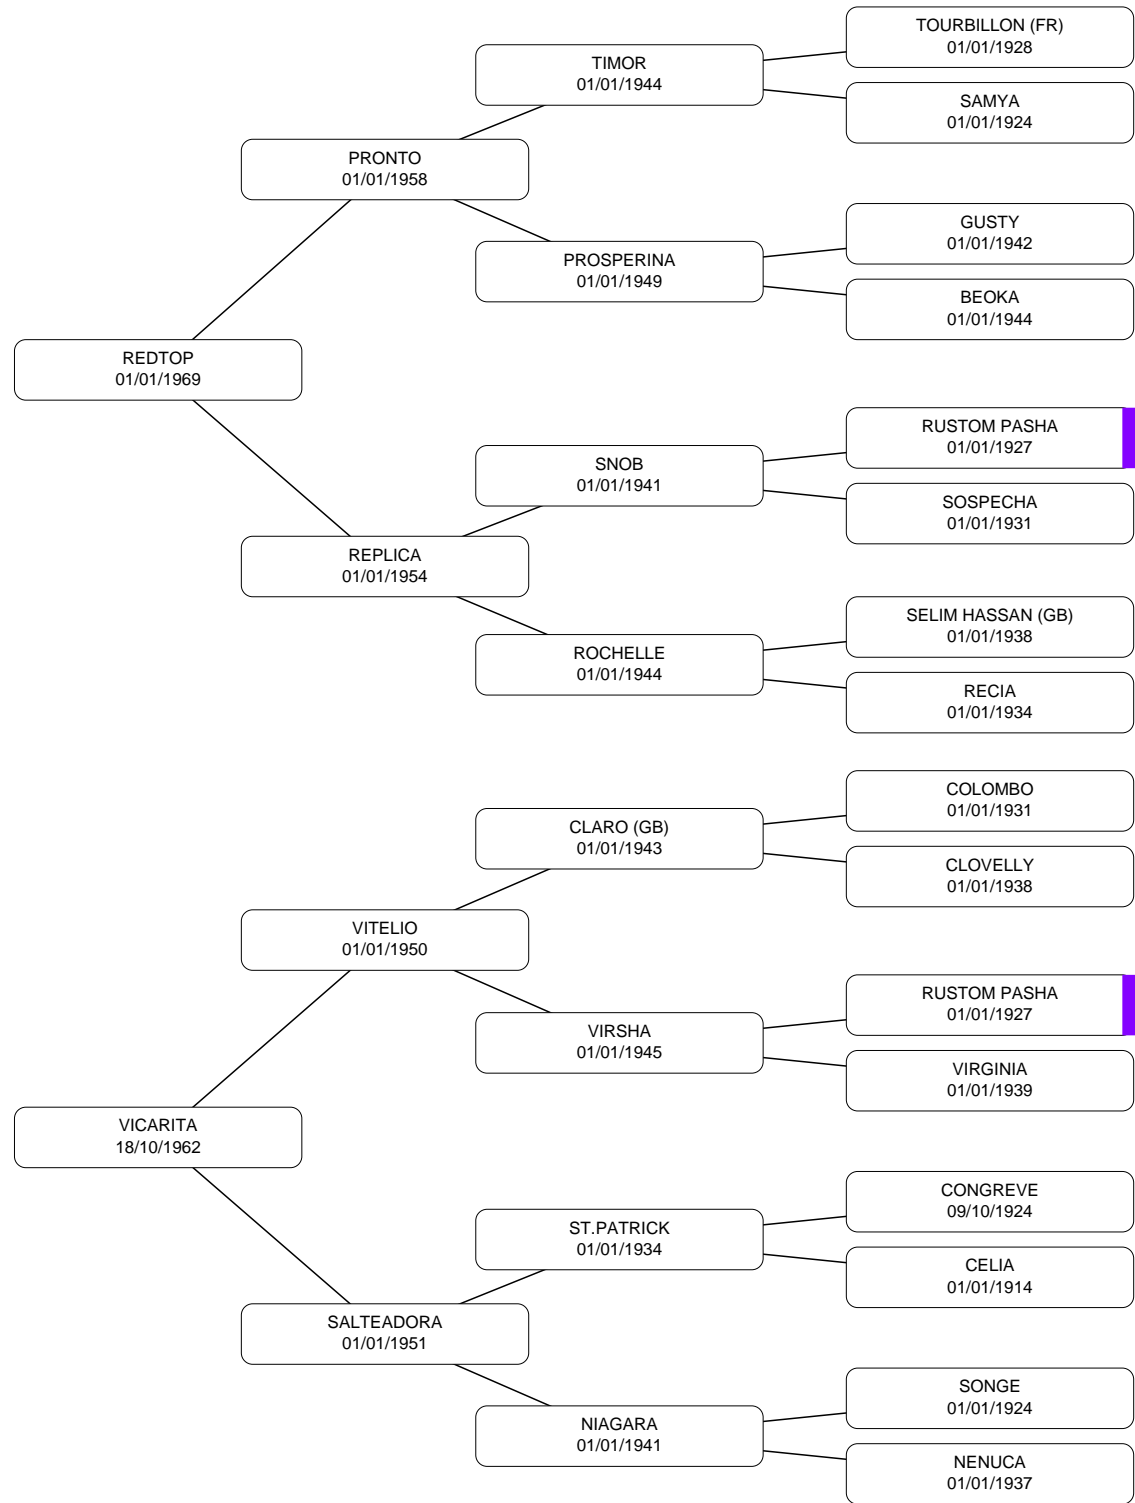 TOURBILLON (FR)
01/01/1928
TIMOR
01/01/1944
SAMYA
01/01/1924
PRONTO
01/01/1958
GUSTY
01/01/1942
PROSPERINA
01/01/1949
BEOKA
01/01/1944
REDTOP
01/01/1969
RUSTOM PASHA
01/01/1927
SNOB
01/01/1941
SOSPECHA
01/01/1931
REPLICA
01/01/1954
SELIM HASSAN (GB)
01/01/1938
ROCHELLE
01/01/1944
RECIA
01/01/1934
COLOMBO
01/01/1931
CLARO (GB)
01/01/1943
CLOVELLY
01/01/1938
VITELIO
01/01/1950
RUSTOM PASHA
01/01/1927
VIRSHA
01/01/1945
VIRGINIA
01/01/1939
VICARITA
18/10/1962
CONGREVE
09/10/1924
ST.PATRICK
01/01/1934
CELIA
01/01/1914
SALTEADORA
01/01/1951
SONGE
01/01/1924
NIAGARA
01/01/1941
NENUCA
01/01/1937